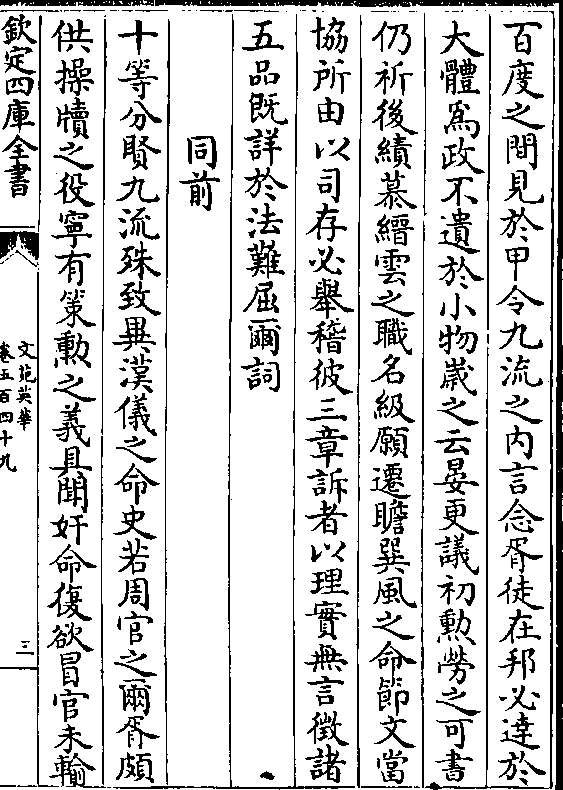 百度之間見於甲令九流之内言念胥徒在邦必逹於
大體為政不遺於小物嵗之云晏更議初勲勞之可書
仍祈後績慕縉雲之職名級願遷瞻巽風之命節文當
協所由以司存必舉稽彼三章訴者以理實無言徴諸
五品既詳於法難屈爾詞
同前
十等分賢九流殊致異漢儀之命史若周官之爾胥頗
供操牘之役寧有策勲之義具聞奸命復欲冒官未輸
欽定四庫全書
文苑英華
卷五百四十九
三